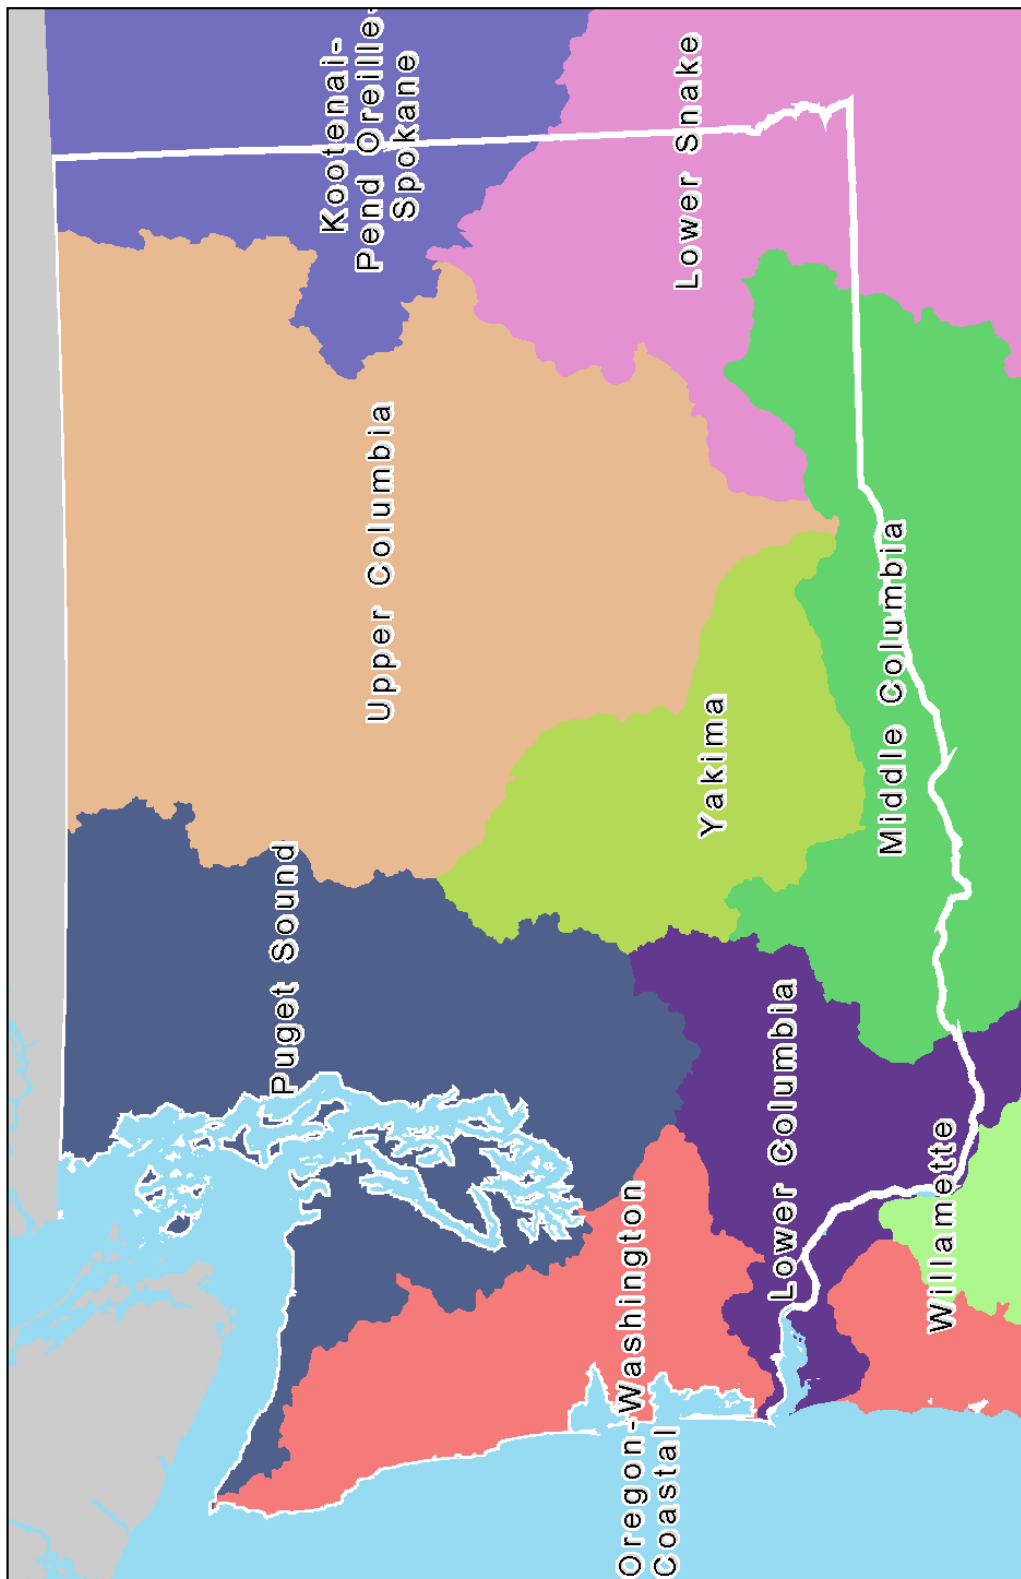 Kootenai-
Pend Oreille-
Spokane
Lower Snake
Upper Columbia
Yakima
Middle Columbia
Puget Sound
Lower Columbia
Willamette
Oregon-Washington
Coastal